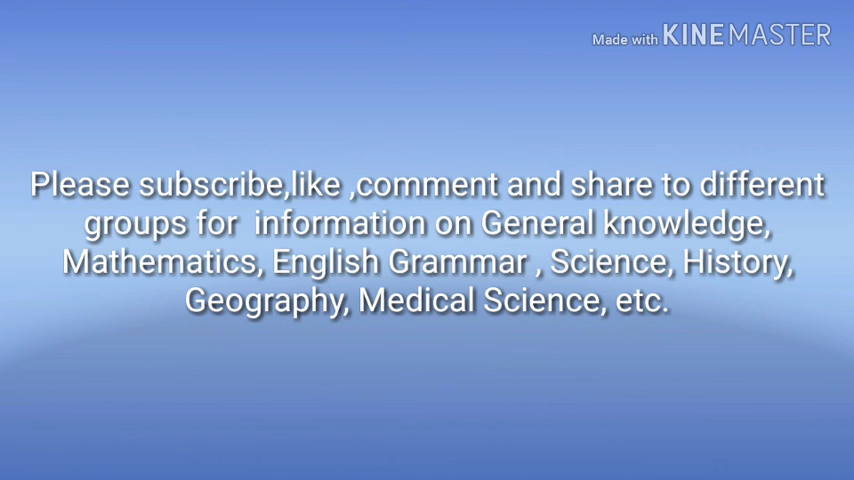 Made with KINEMASTER
Please subscribe,like ,comment and share to different
groups for  information on General knowledge,
Mathematics, English Grammar , Science, History,
Geography, Medical Science, etc.